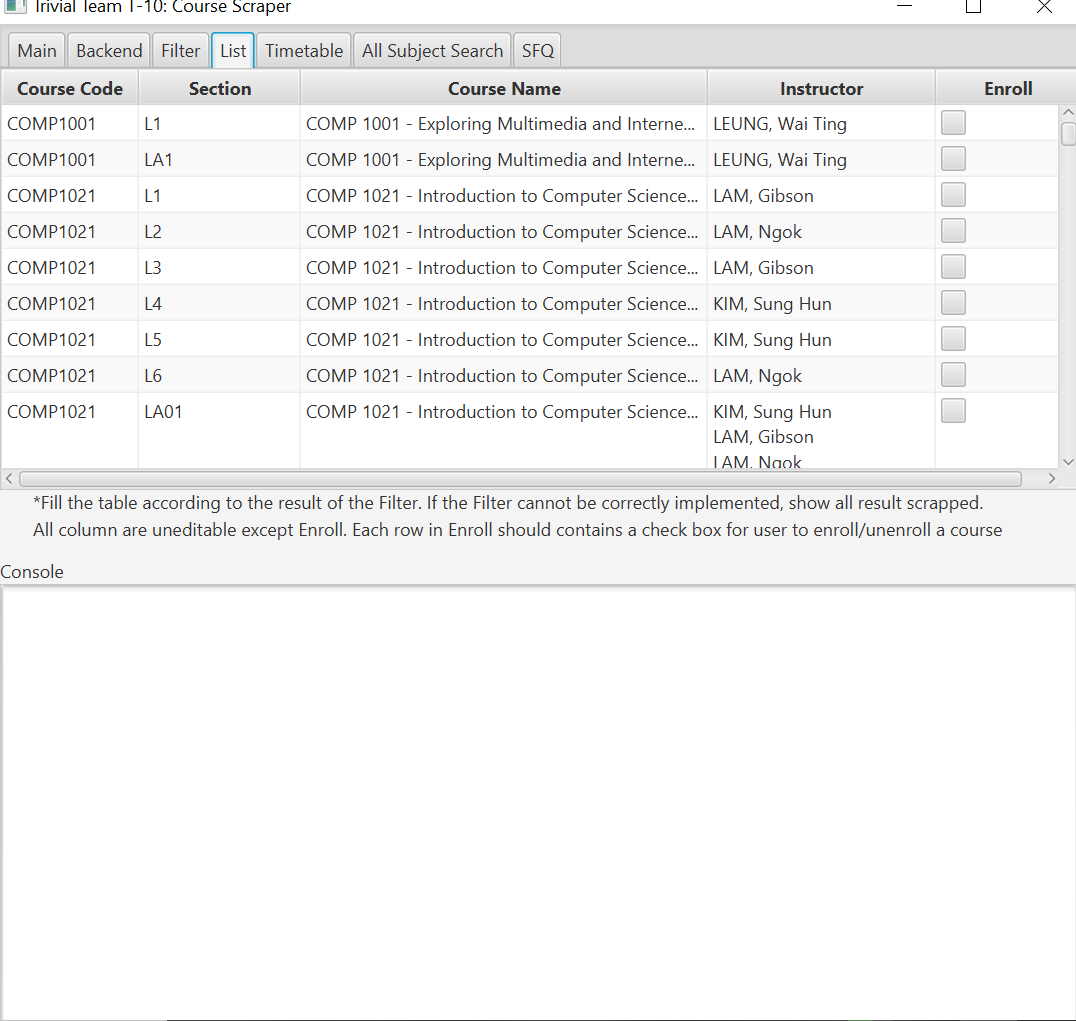 Trivial Team T-10: Course Scraper
Main Backend Filter List Timetable All Subject Search SFQ
Course Code Section Course Name Instructor Enroll
COMP1001 L1 COMP 1001 - Exploring Multimedia and Interne... LEUNG, Wai Ting
COMP1001 LA1 COMP 1001 - Exploring Multimedia and Interne... LEUNG, Wai Ting
COMP1021 L1 COMP 1021 - Introduction to Computer Science... LAM, Gibson
COMP1021 L2 COMP 1021 - Introduction to Computer Science... LAM, Ngok
COMP1021 L3 COMP 1021 - Introduction to Computer Science... LAM, Gibson
COMP1021 L4 COMP 1021 - Introduction to Computer Science... KIM, Sung Hun
COMP1021 L5 COMP 1021 - Introduction to Computer Science... KIM, Sung Hun
COMP1021 L6 COMP 1021 - Introduction to Computer Science... LAM, Ngok
COMP1021 LA01 COMP 1021 - Introduction to Computer Science... KIM, Sung Hun
LAM, Gibson
LAM, Ngok
*Fill the table according to the result of the Filter. If the Filter cannot be correctly implemented, show all result scrapped.
All column are uneditable except Enroll. Each row in Enroll should contains a check box for user to enroll/unenroll a course
Console